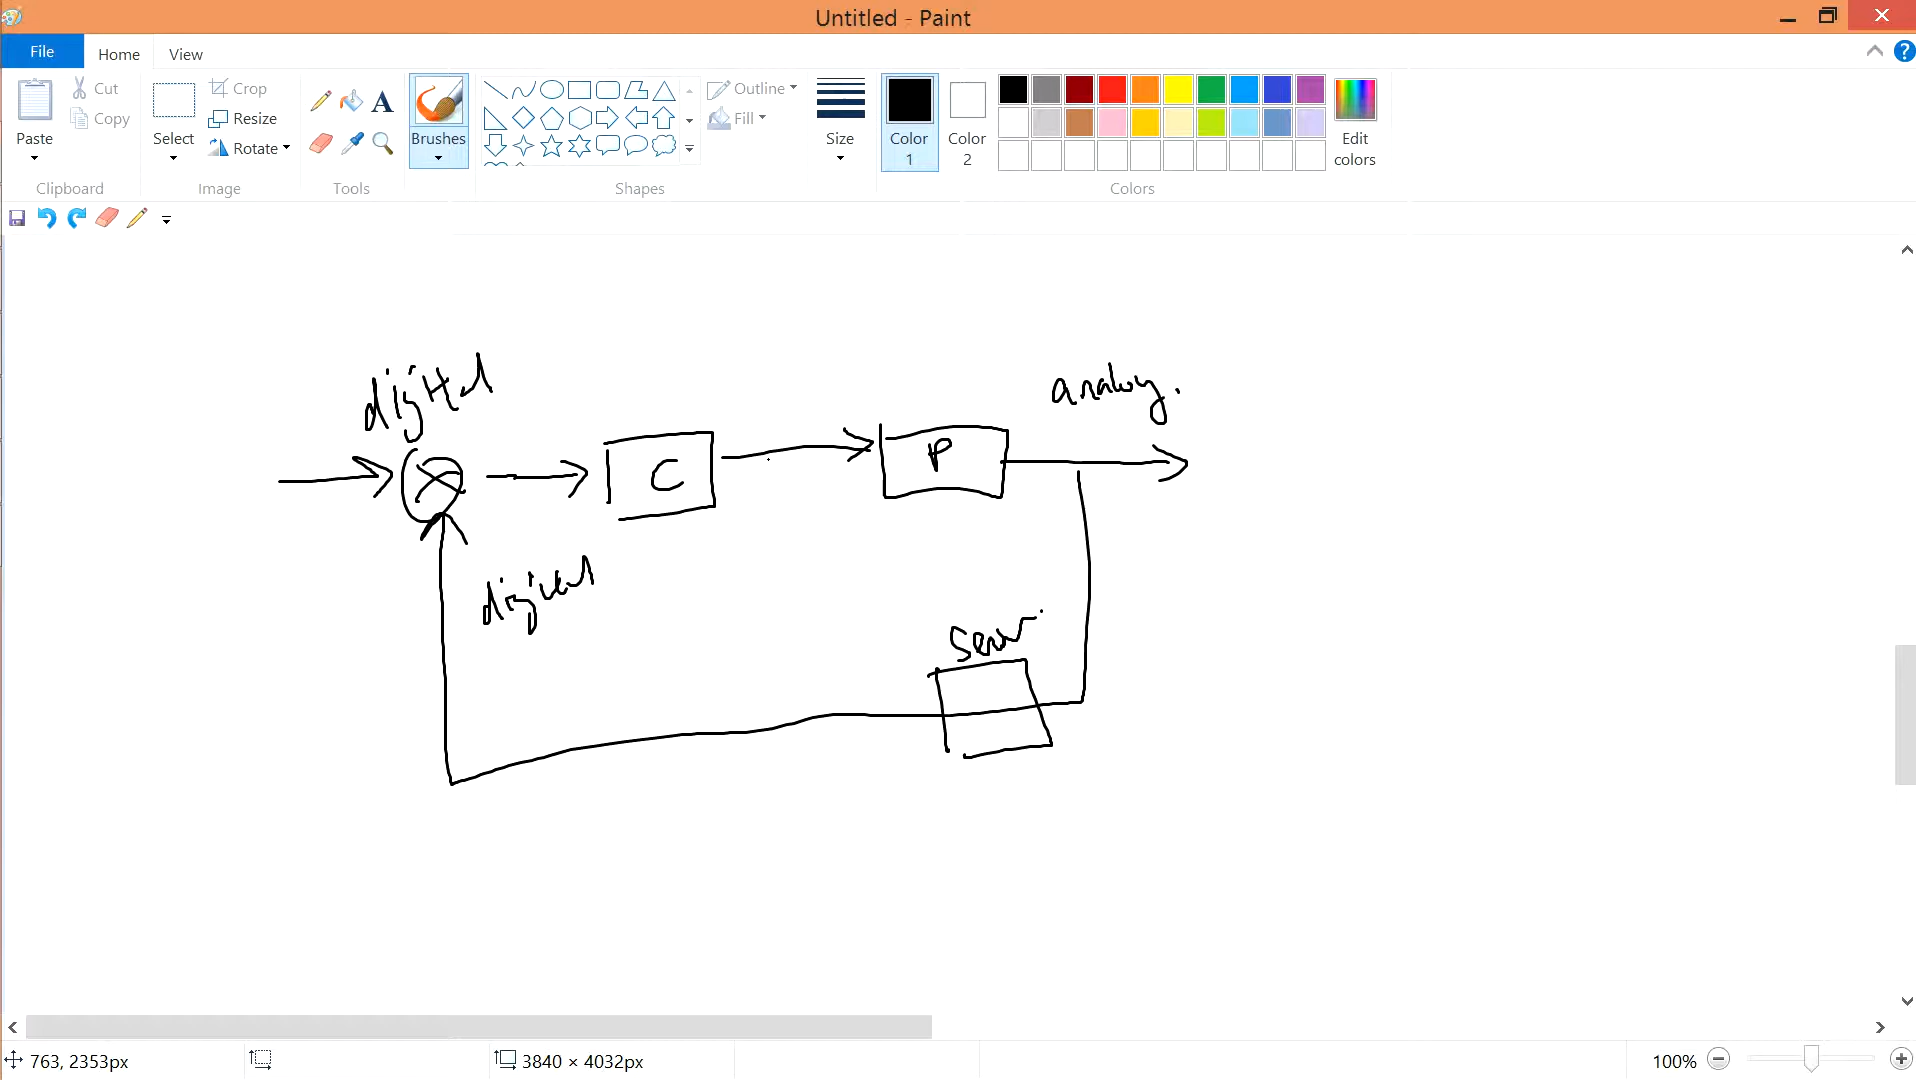 Untitled - Paint
File
Home
View
Cut
Copy
Paste
Clipboard
Crop
Resize
Rotate
Select
Image
A
Tools
Brushes
Shapes
Outline
Fill
Size
Color 1
Color 2
Edit colors
Colors
digital
analog.
C
P
digital
Sensor
763, 2353px
3840 × 4032px
100%